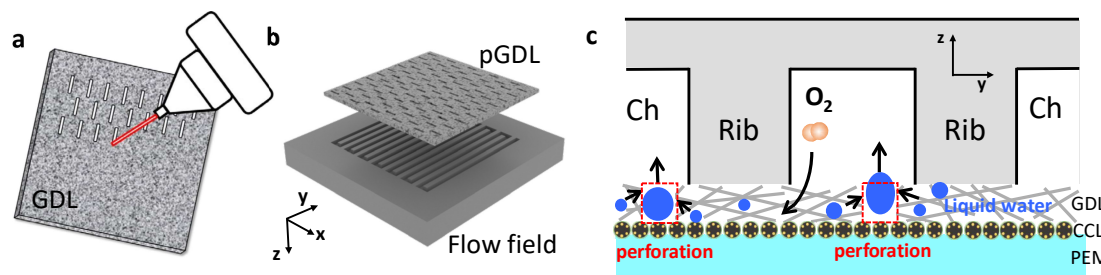 a
GDL
b
pGDL
y
x
z
Flow field
c
z
y
Ch
Rib
O₂
Rib
Ch
Liquid water
GDL
CCL
PEM
perforation
perforation